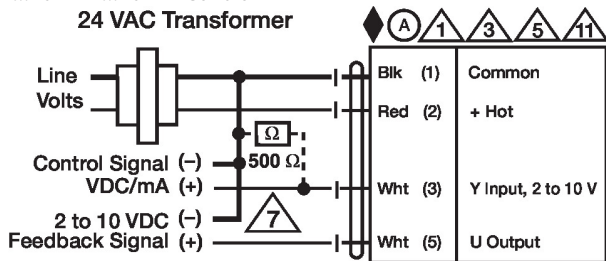 24 VAC Transformer
A 1 3 5 11
Line
Volts
Blk (1) Common
Red (2) + Hot
Ω
500 Ω
Control Signal (–)
VDC/mA (+)
Wht (3) Y Input, 2 to 10 V
7
2 to 10 VDC (–)
Feedback Signal (+)
Wht (5) U Output